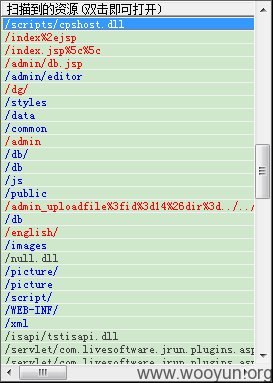 扫描到的资源(双击即可打开)
/scripts/cpshost.dll
/index%2ejsp
/index.jsp%5c%5c
/admin/db.jsp
/admin/editor
/dg/
/styles
/data
/common
/admin
/db/
/db
/js
/public
/admin_uploadfile%3fid%3d14%26dir%3d../../
/db
/english/
/images
/null.dll
/picture/
/picture
/script/
/WEB-INF/
/xml
/isapi/tstisapi.dll
/servlet/com.livesoftware.jrun.plugins.asp
/servlet/com.livesoftware.jrun.plugins.asp
www.wooyun.org